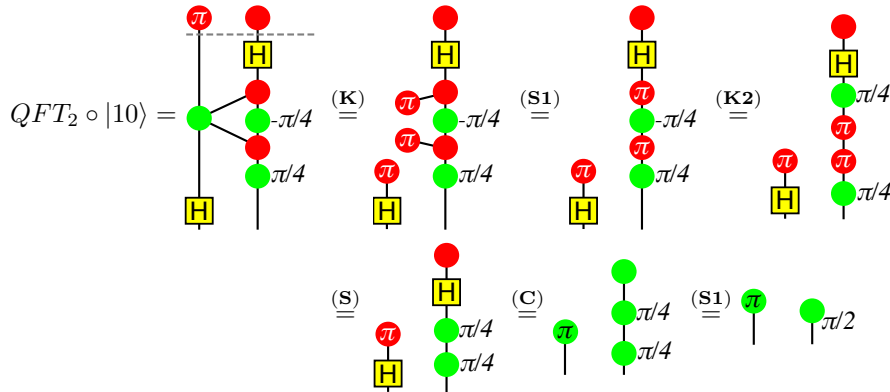 π
H
QFT₂ ∘ |10⟩ =
-π/4
π/4
H
(K)
=
H
π
-π/4
π
π/4
π
H
(S1)
=
H
π
-π/4
π
π/4
π
H
(K2)
=
H
π/4
π
π
π/4
π
H
(S)
=
H
π/4
π/4
π
H
(C)
=
π/4
π/4
π
(S1)
=
π
π/2